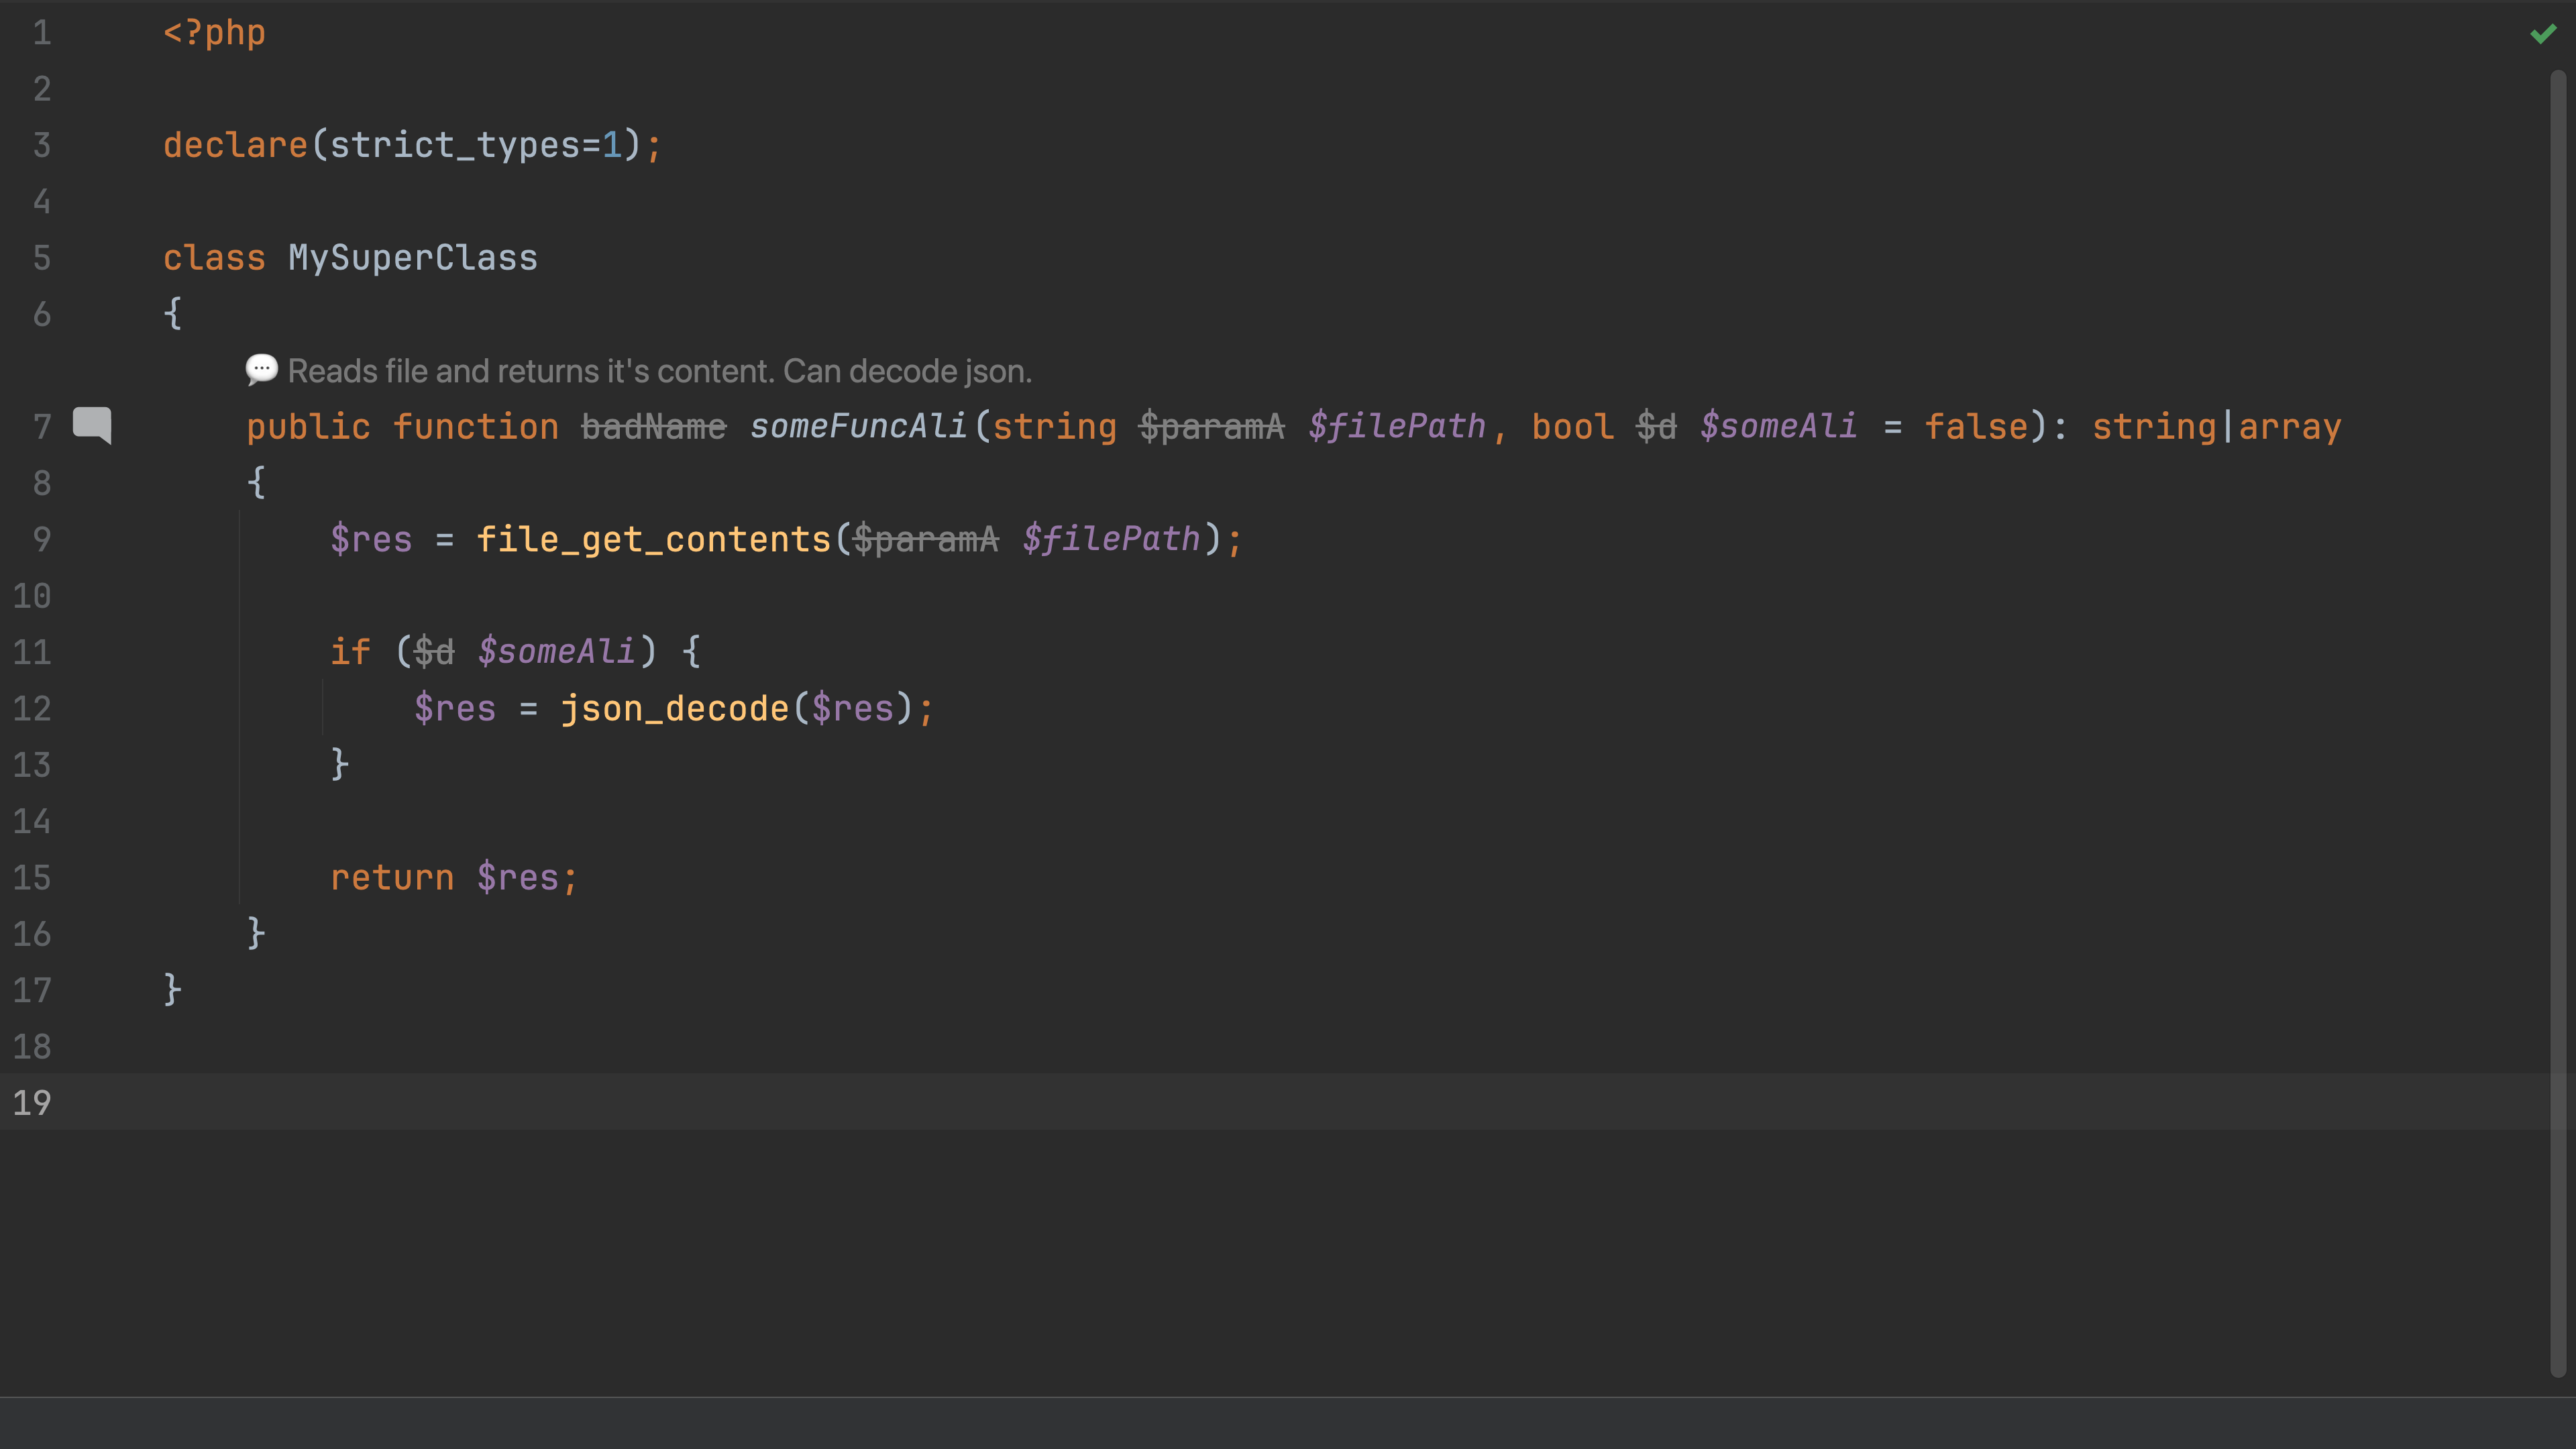 1 <?php
2
3 declare(strict_types=1);
4
5 class MySuperClass
6 {
Reads file and returns it's content. Can decode json.
7 public function badName someFuncAli(string $paramA $filePath, bool $d $someAli = false): string|array
8 {
9 $res = file_get_contents($paramA $filePath);
10
11 if ($d $someAli) {
12 $res = json_decode($res);
13 }
14
15 return $res;
16 }
17 }
18
19